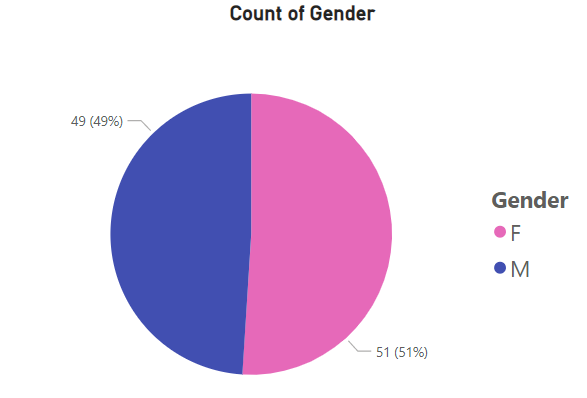 Count of Gender
49 (49%)
Gender
F
M
51 (51%)